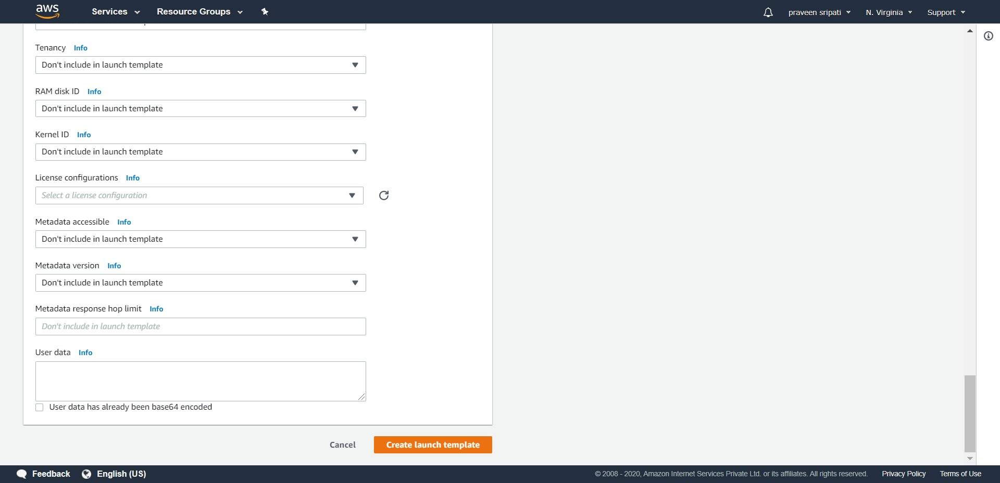 aws Services Resource Groups praveen sripati N. Virginia Support
Tenancy Info
Don't include in launch template
RAM disk ID Info
Don't include in launch template
Kernel ID Info
Don't include in launch template
License configurations Info
Select a license configuration
Metadata accessible Info
Don't include in launch template
Metadata version Info
Don't include in launch template
Metadata response hop limit Info
Don't include in launch template
User data Info
User data has already been base64 encoded
Cancel Create launch template
Feedback English (US) © 2008 - 2020, Amazon Internet Services Private Ltd. or its affiliates. All rights reserved. Privacy Policy Terms of Use